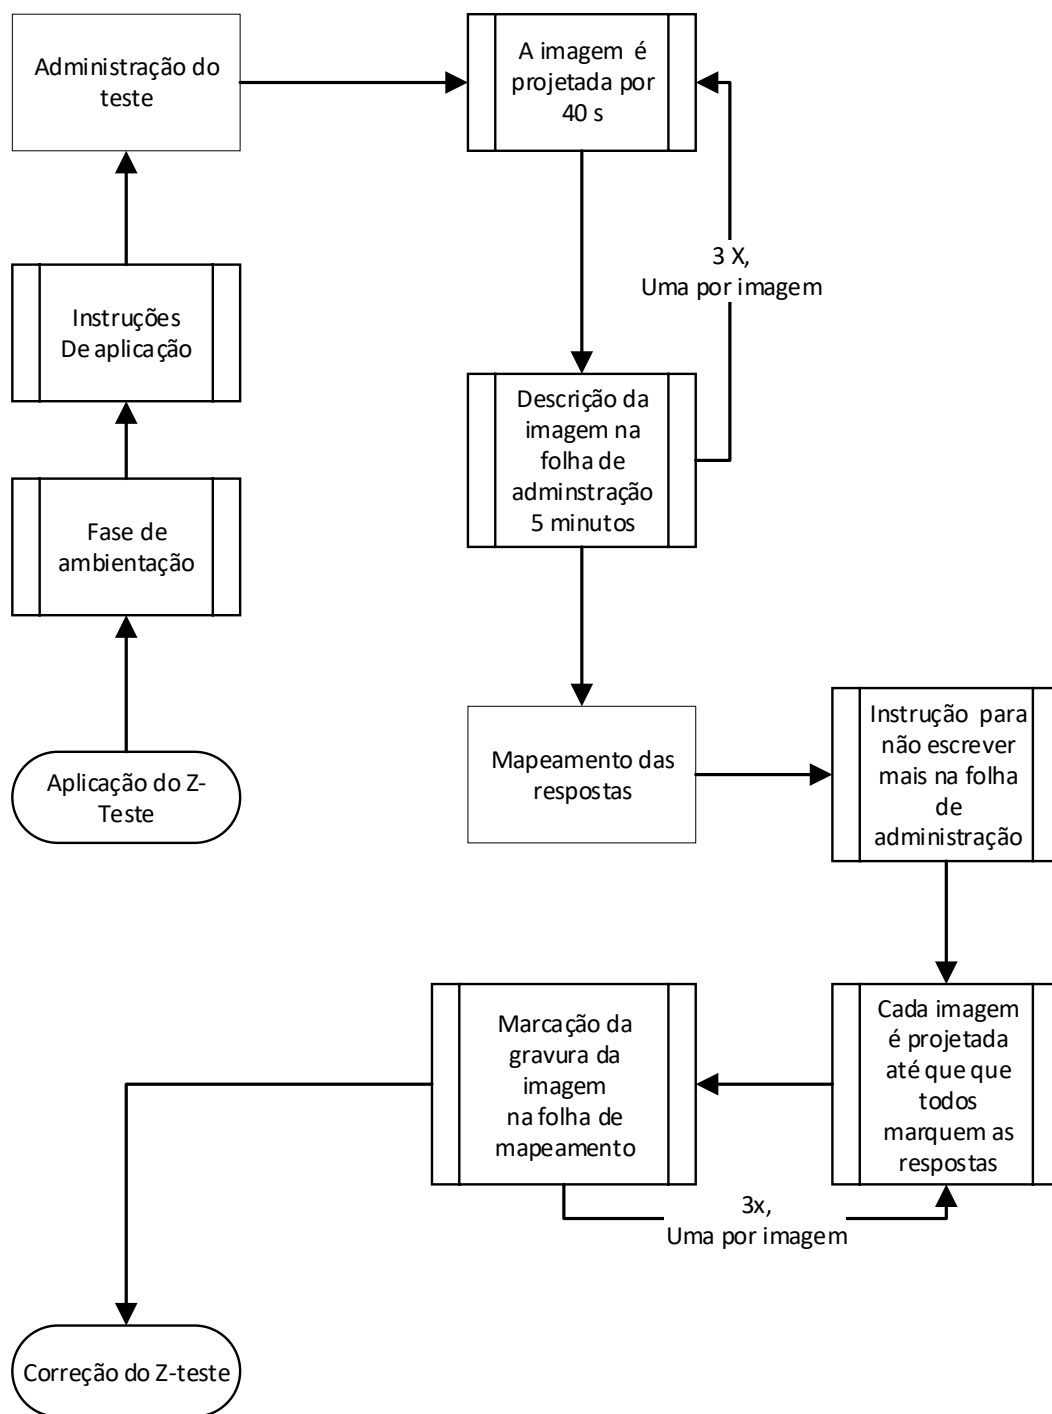 Administração do
teste
A imagem é
projetada por
40 s
3 X,
Uma por imagem
Instruções
De aplicação
Descrição da
imagem na
folha de
adminstração
5 minutos
Fase de
ambientação
Aplicação do Z-
Teste
Mapeamento das
respostas
Instrução para
não escrever
mais na folha
de
administração
Cada imagem
é projetada
até que que
todos
marquem as
respostas
Marcação da
gravura da
imagem
na folha de
mapeamento
3x,
Uma por imagem
Correção do Z-teste